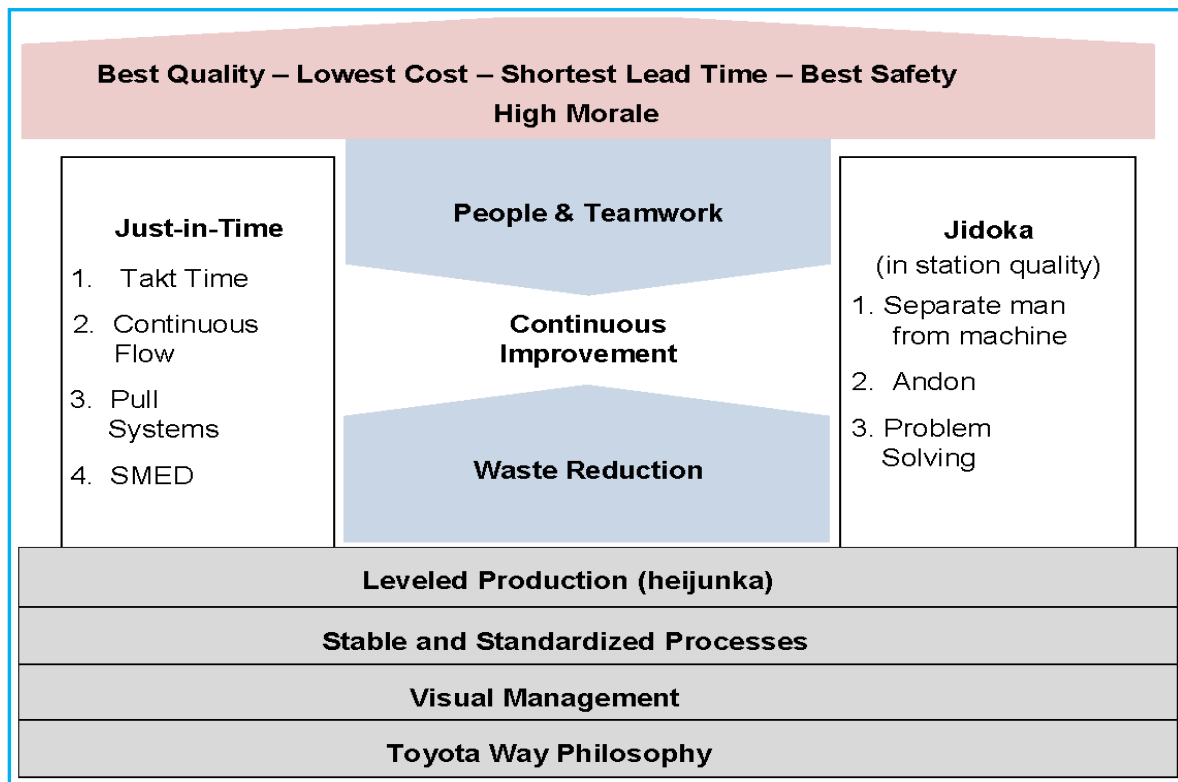 Best Quality – Lowest Cost – Shortest Lead Time – Best Safety
High Morale
Just-in-Time
1. Takt Time
2. Continuous
Flow
3. Pull
Systems
4. SMED
People & Teamwork
Continuous
Improvement
Waste Reduction
Jidoka
(in station quality)
1. Separate man
from machine
2. Andon
3. Problem
Solving
Leveled Production (heijunka)
Stable and Standardized Processes
Visual Management
Toyota Way Philosophy